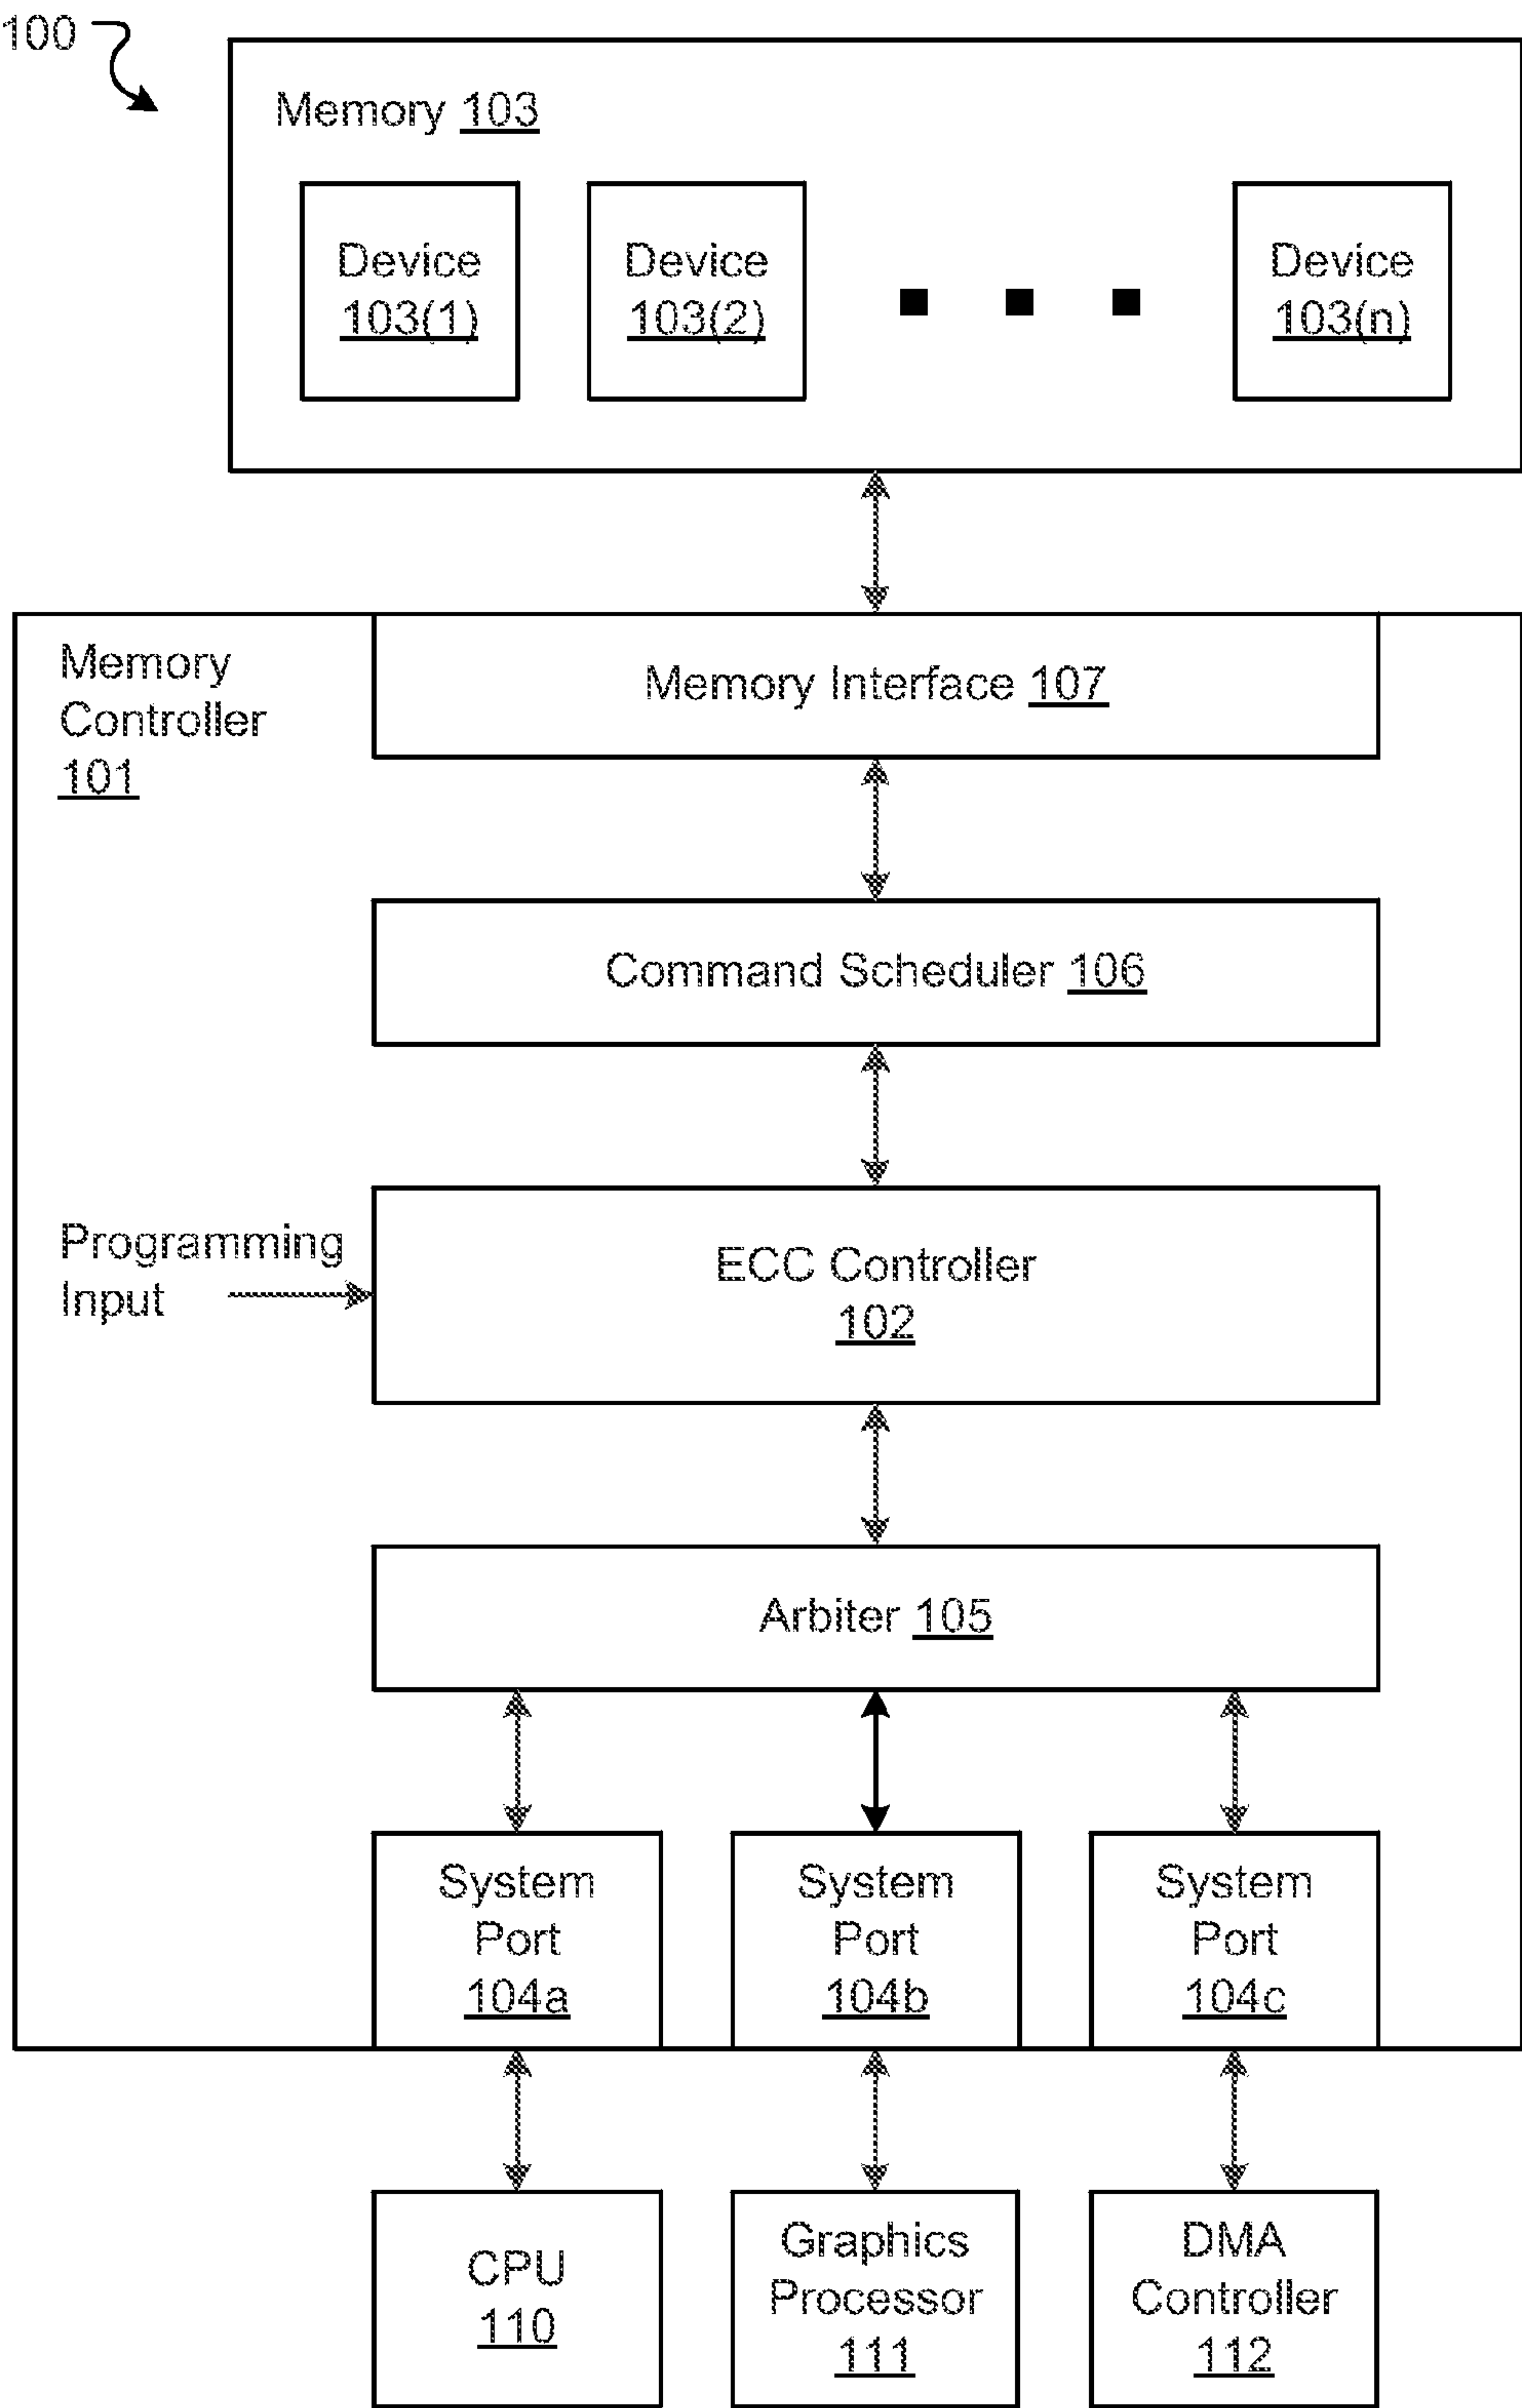 100
Memory 103
Device
103(1)
Device
103(2)
Device
103(n)
Memory
Controller
101
Memory Interface 107
Command Scheduler 106
Programming
Input
ECC Controller
102
Arbiter 105
System
Port
104a
System
Port
104b
System
Port
104c
CPU
110
Graphics
Processor
111
DMA
Controller
112